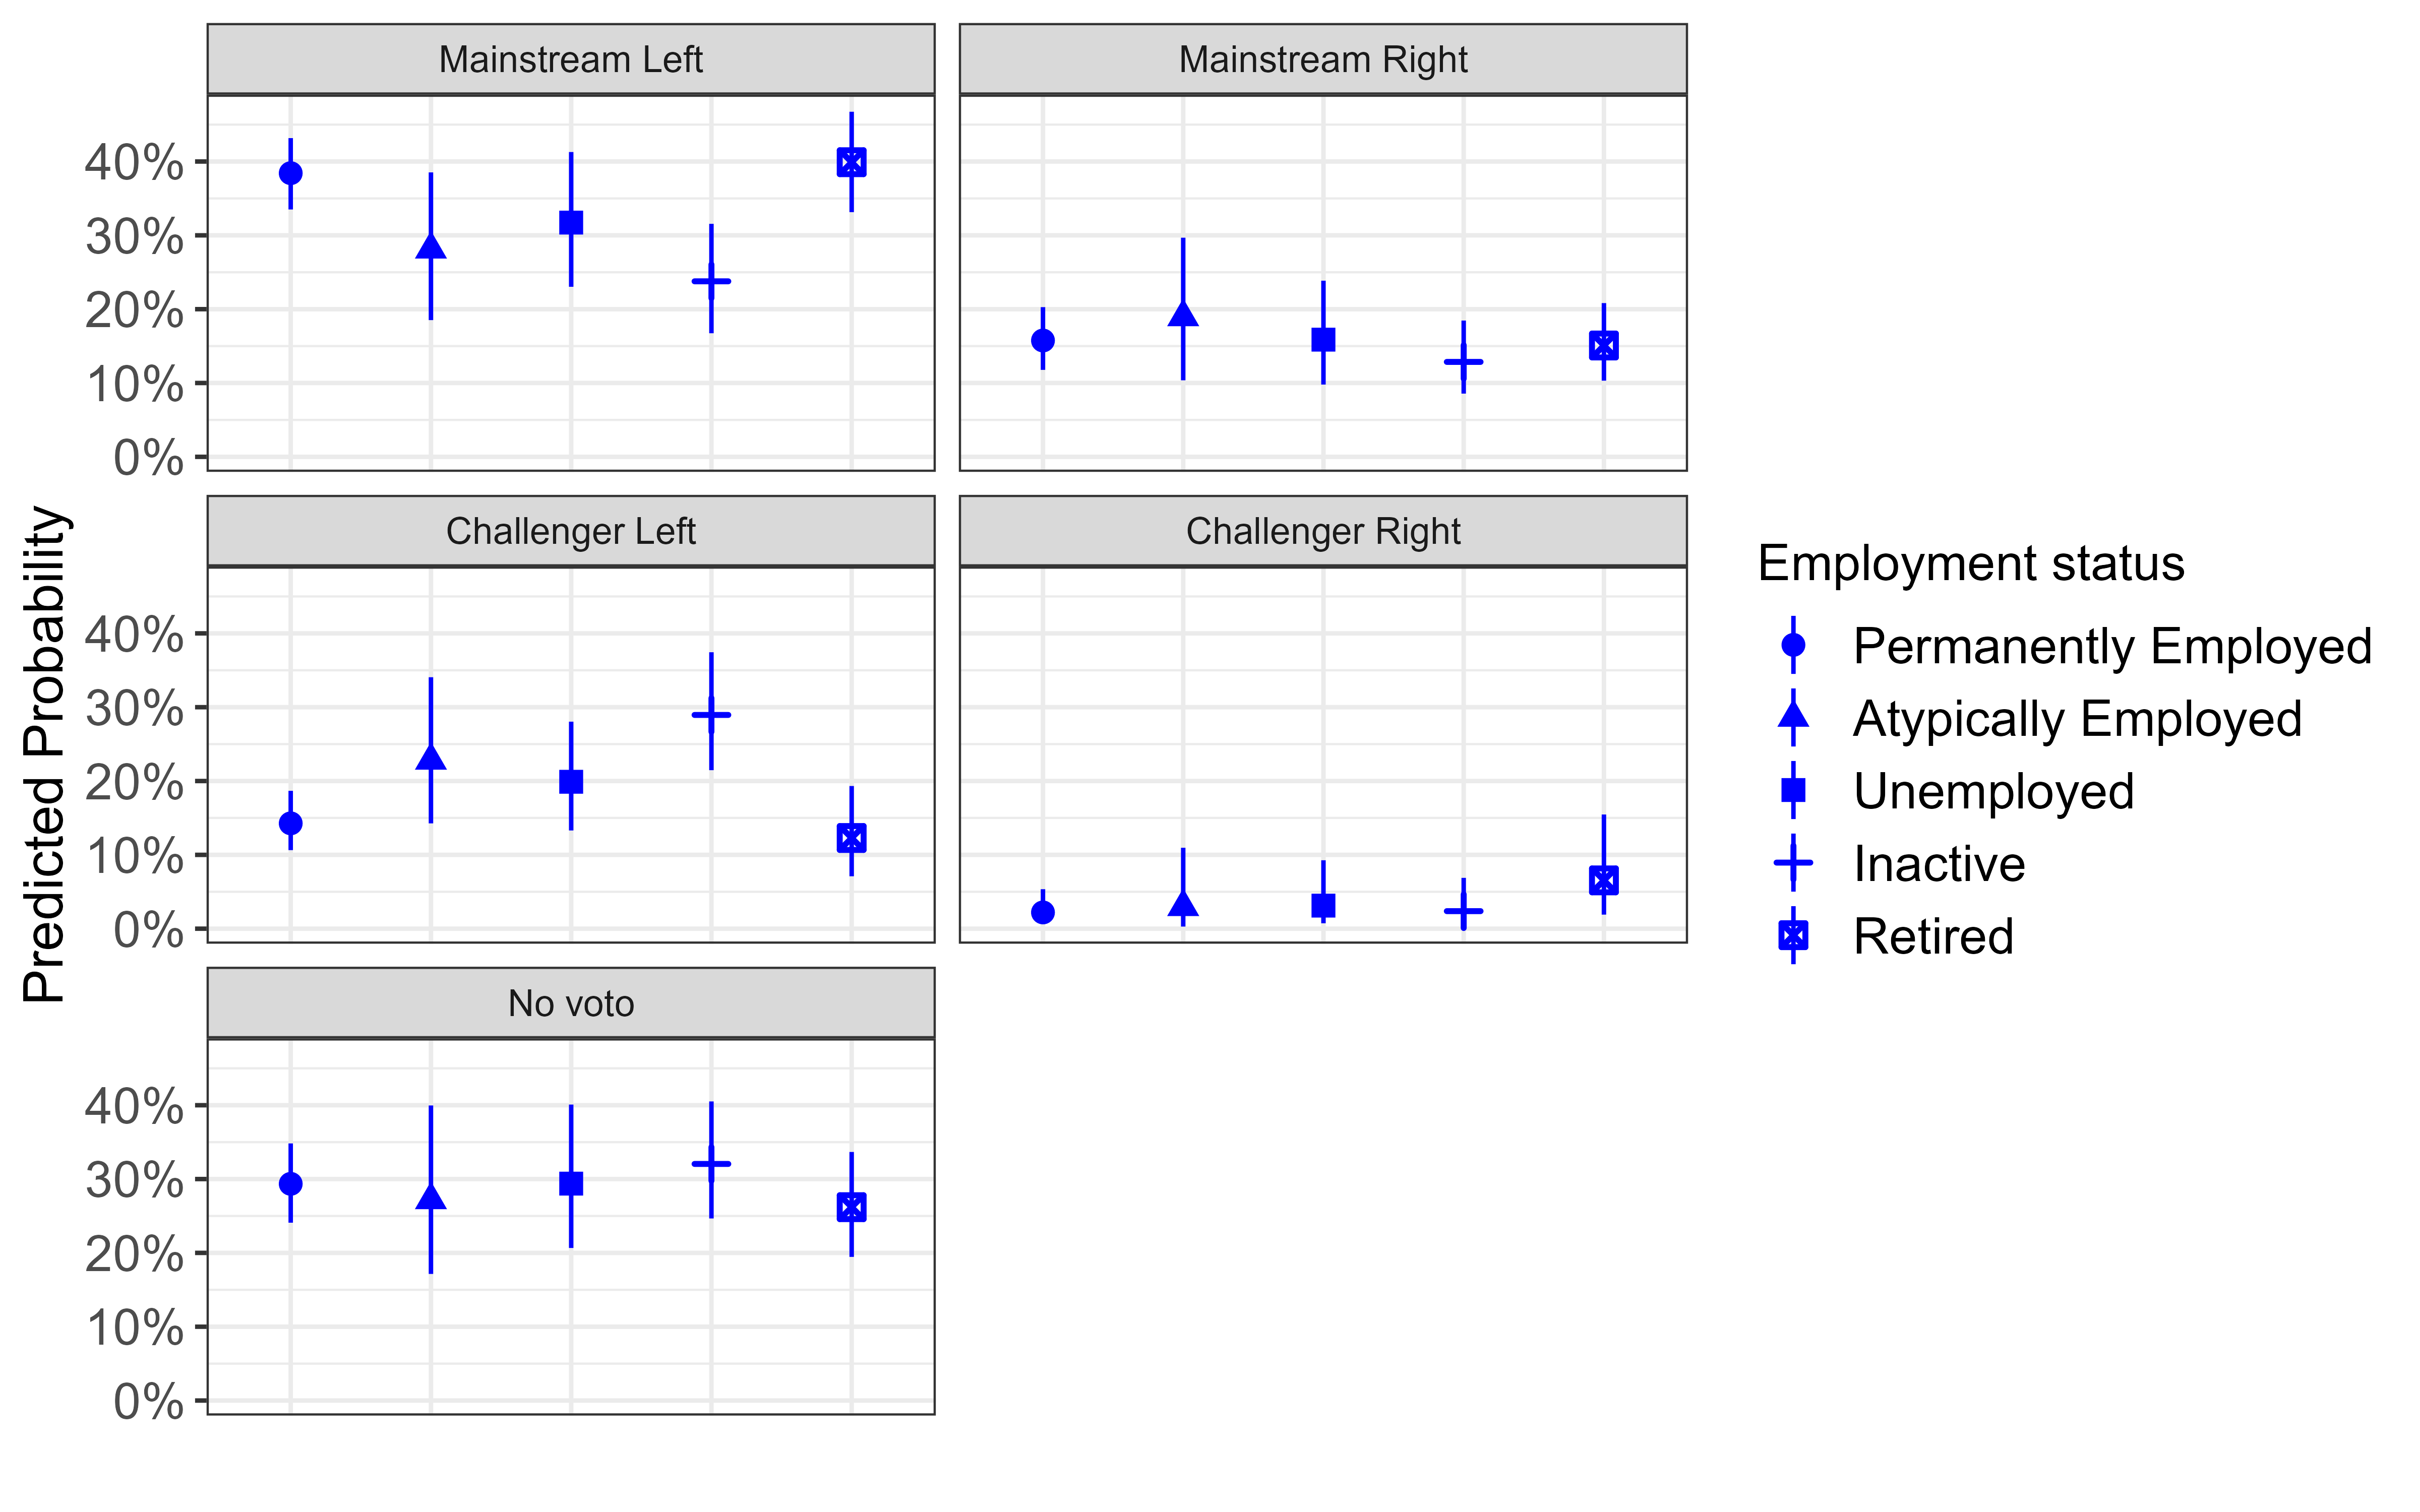 Mainstream Left
Mainstream Right
40%
30%
20%
10%
0%
Challenger Left
Challenger Right
40%
30%
20%
10%
0%
No voto
40%
30%
20%
10%
0%
Predicted Probability
Employment status
Permanently Employed
Atypically Employed
Unemployed
Inactive
Retired